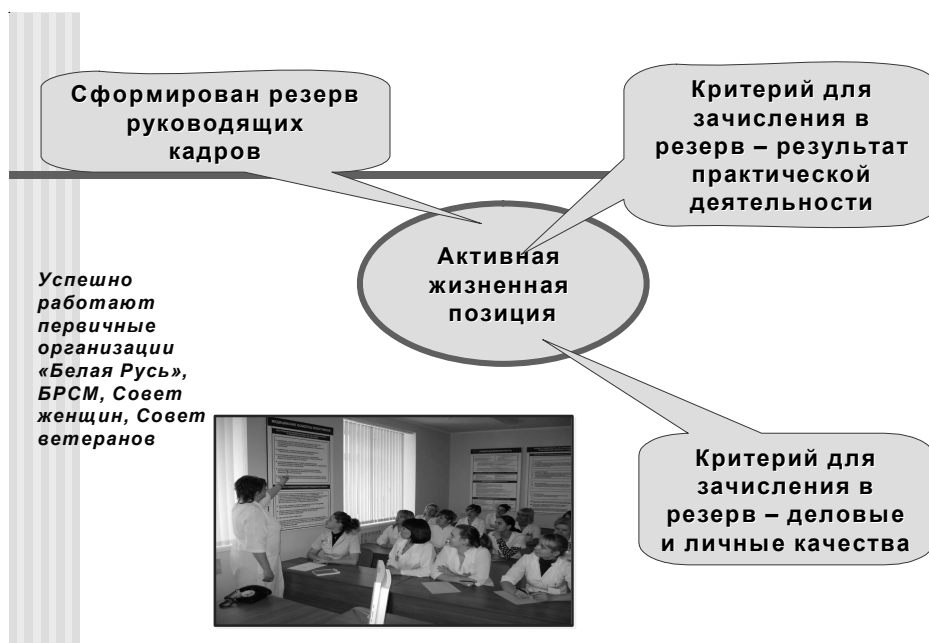 Сформирован резерв
руководящих
кадров
Критерий для
зачисления в
резерв – результат
практической
деятельности
Активная
жизненная
позиция
Успешно
работают
первичные
организации
«Белая Русь»,
БРСМ, Совет
женщин, Совет
ветеранов
Критерий для
зачисления в
резерв – деловые
и личные качества